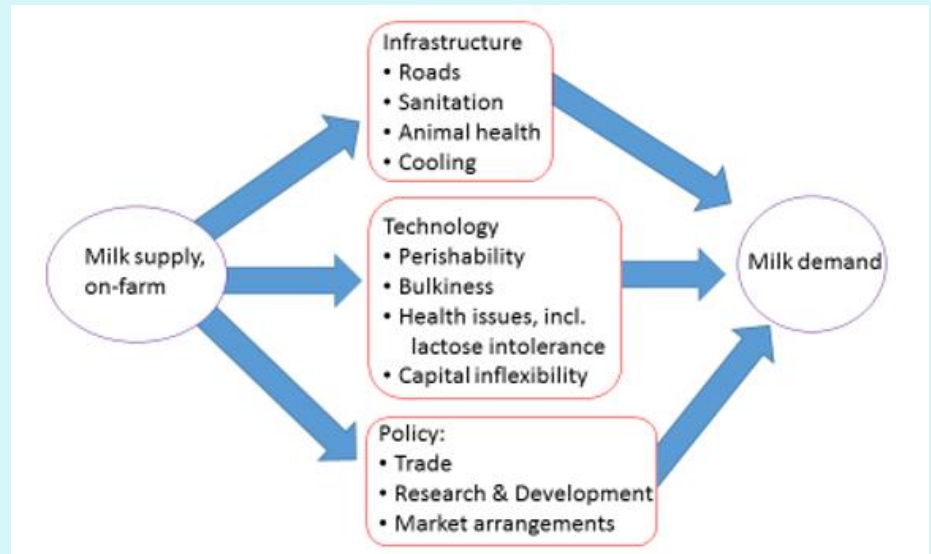 Milk supply,
on-farm
Infrastructure
• Roads
• Sanitation
• Animal health
• Cooling
Technology
• Perishability
• Bulkiness
• Health issues, incl.
lactose intolerance
• Capital inflexibility
Policy:
• Trade
• Research & Development
• Market arrangements
Milk demand